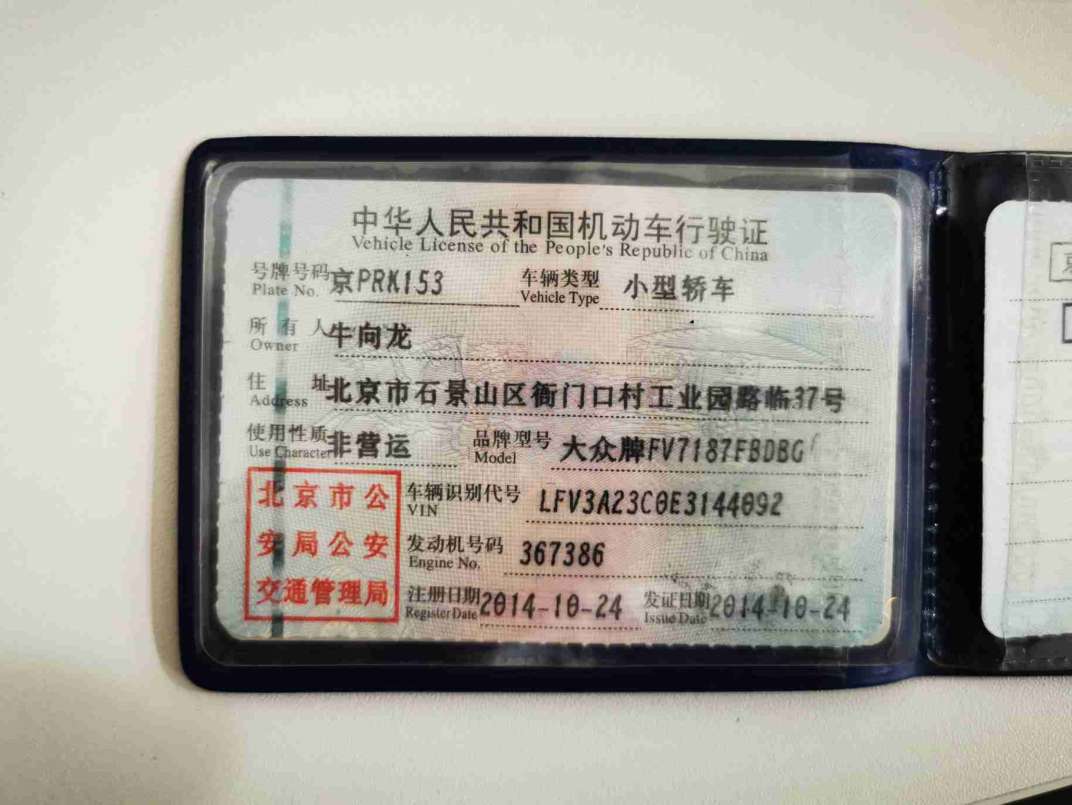 中华人民共和国机动车行驶证
Vehicle License of the People's Republic of China
号牌号码 京PRK153 车辆类型 小型轿车
Plate No. Vehicle Type
所有人 牛向龙
Owner
住址 北京市石景山区衙门口村工业园路临37号
Address
使用性质 非营运 品牌型号 大众牌FV7187FBDBG
Use Character Model
北京市公安局公安交通管理局
车辆识别代号 LFV3A23C0E3144092
VIN
发动机号码 367386
Engine No.
注册日期 2014-10-24 发证日期 2014-10-24
Register Date Issue Date